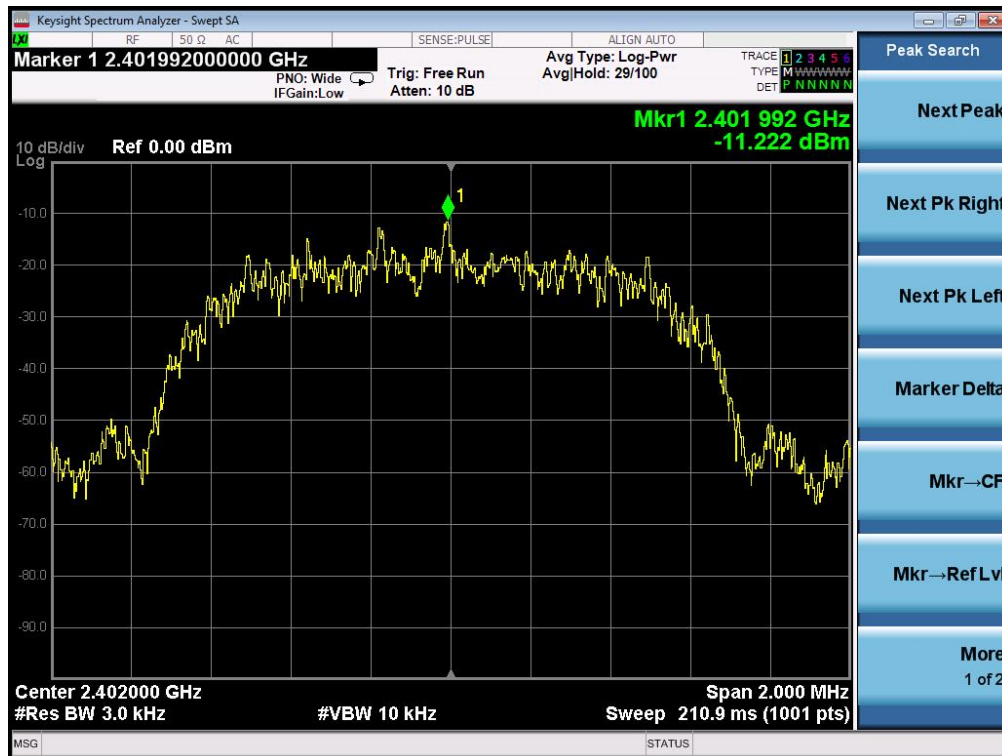 Keysight Spectrum Analyzer - Swept SA
LXI RF 50 Ω AC SENSE:PULSE ALIGN AUTO
Marker 1 2.401992000000 GHz
PNO: Wide
IFGain:Low
Trig: Free Run
Atten: 10 dB
Avg Type: Log-Pwr
Avg|Hold: 29/100
TRACE 1 2 3 4 5 6
TYPE M W W W W W
DET P N N N N N
Mkr1 2.401 992 GHz
-11.222 dBm
10 dB/div Ref 0.00 dBm
Log
1
-10.0
-20.0
-30.0
-40.0
-50.0
-60.0
-70.0
-80.0
-90.0
Center 2.402000 GHz Span 2.000 MHz
#Res BW 3.0 kHz #VBW 10 kHz Sweep 210.9 ms (1001 pts)
MSG STATUS
Peak Search
Next Peak
Next Pk Right
Next Pk Left
Marker Delta
Mkr→CF
Mkr→Ref Lvl
More
1 of 2